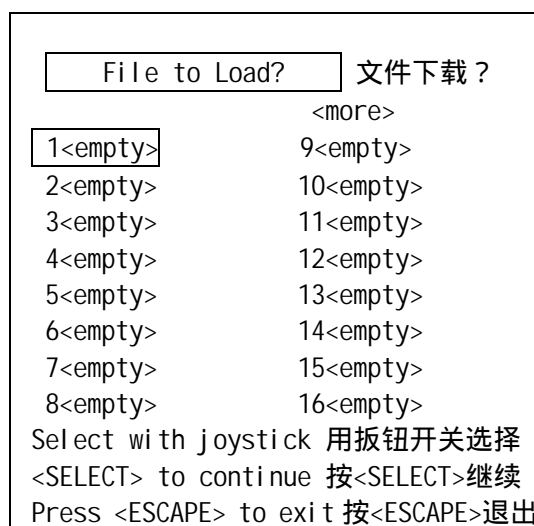 File to Load? 文件下载？
<more>
1<empty> 9<empty>
2<empty> 10<empty>
3<empty> 11<empty>
4<empty> 12<empty>
5<empty> 13<empty>
6<empty> 14<empty>
7<empty> 15<empty>
8<empty> 16<empty>
Select with joystick 用扳钮开关选择
<SELECT> to continue 按<SELECT>继续
Press <ESCAPE> to exit 按<ESCAPE>退出